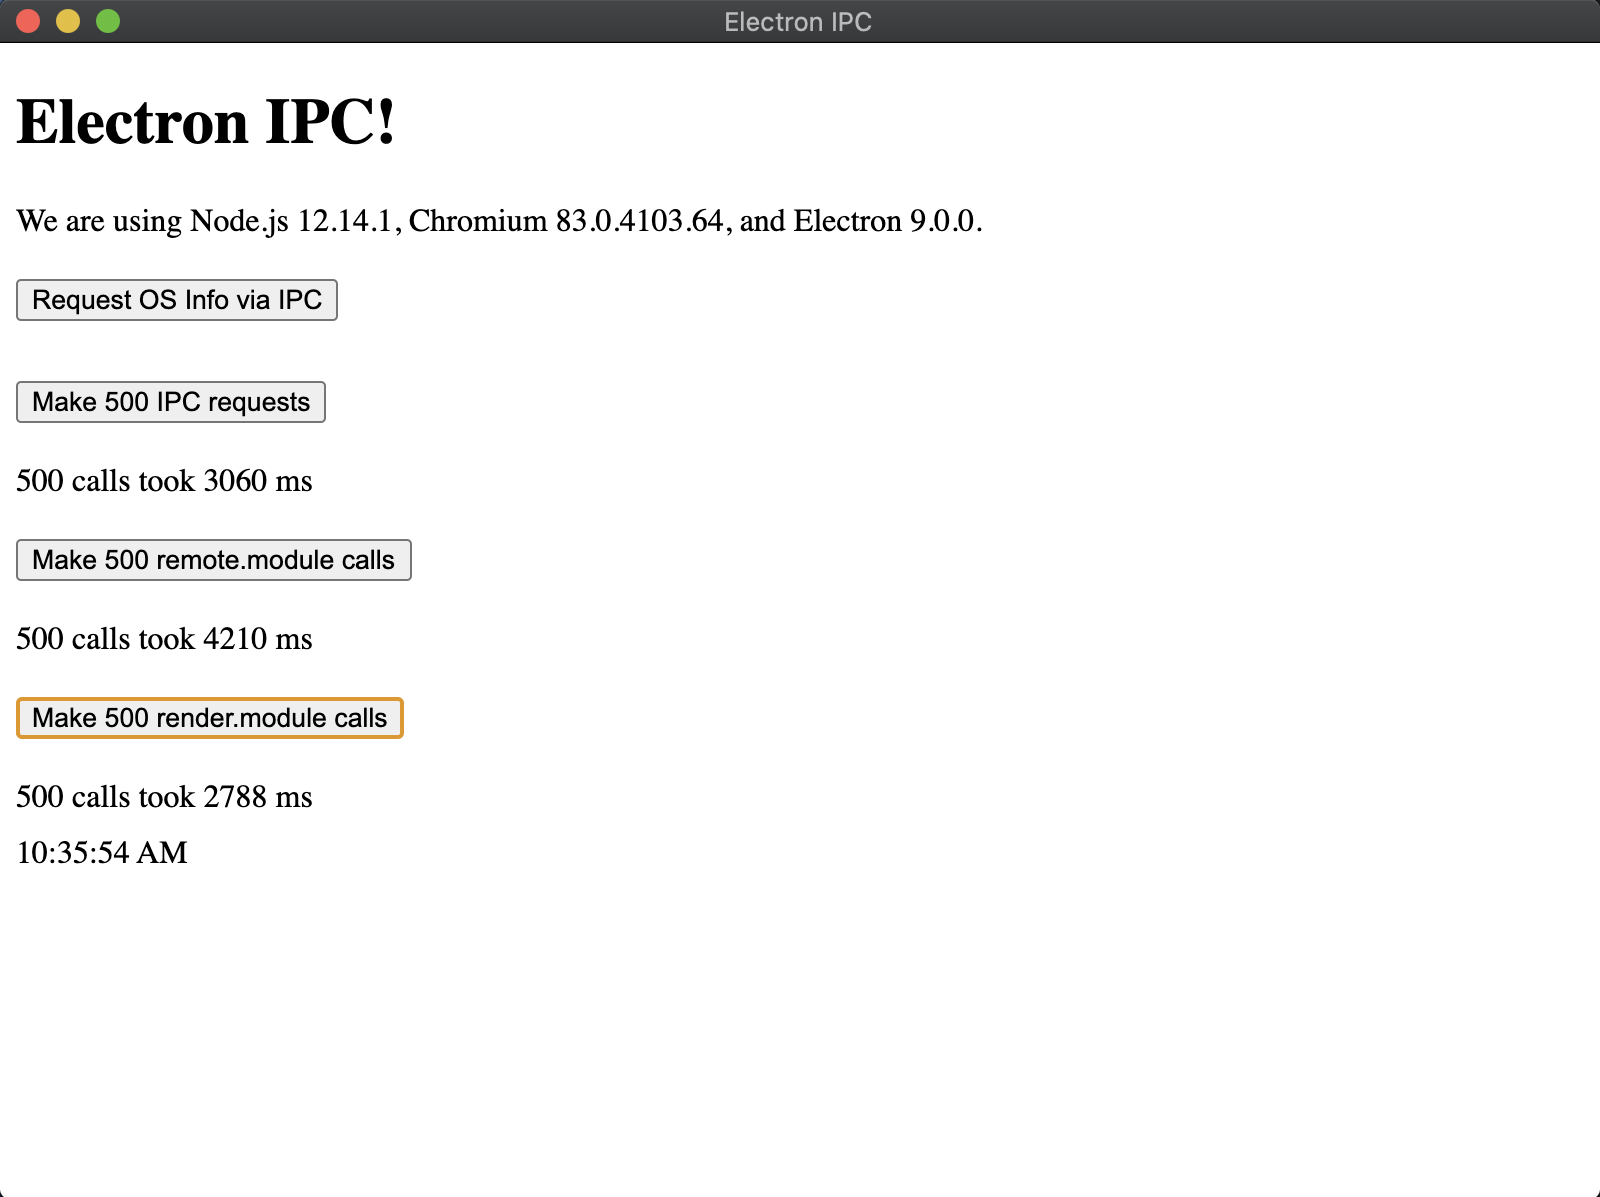 Electron IPC
Electron IPC!
We are using Node.js 12.14.1, Chromium 83.0.4103.64, and Electron 9.0.0.
Request OS Info via IPC
Make 500 IPC requests
500 calls took 3060 ms
Make 500 remote.module calls
500 calls took 4210 ms
Make 500 render.module calls
500 calls took 2788 ms
10:35:54 AM